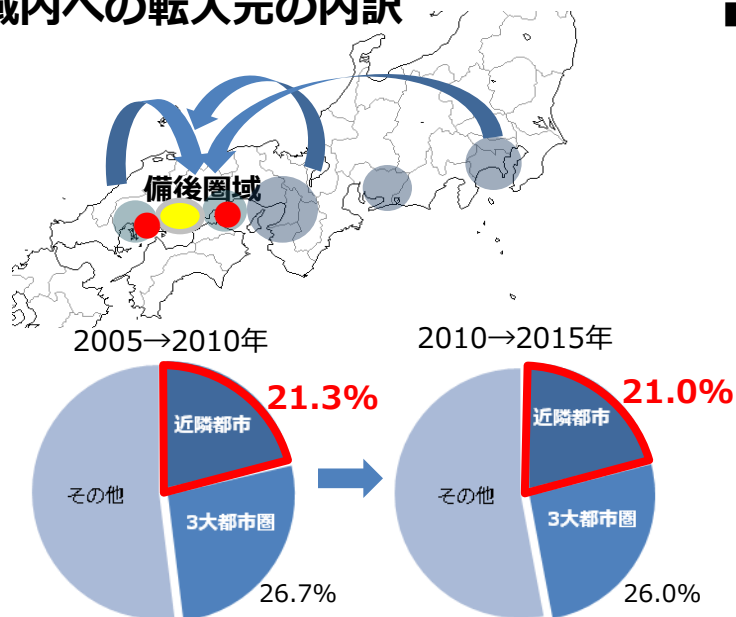 域内への転入元の内訳
備後圏域
2005→2010年
2010→2015年
21.3%
近隣都市
その他
3大都市圏
26.7%
21.0%
近隣都市
その他
3大都市圏
26.0%